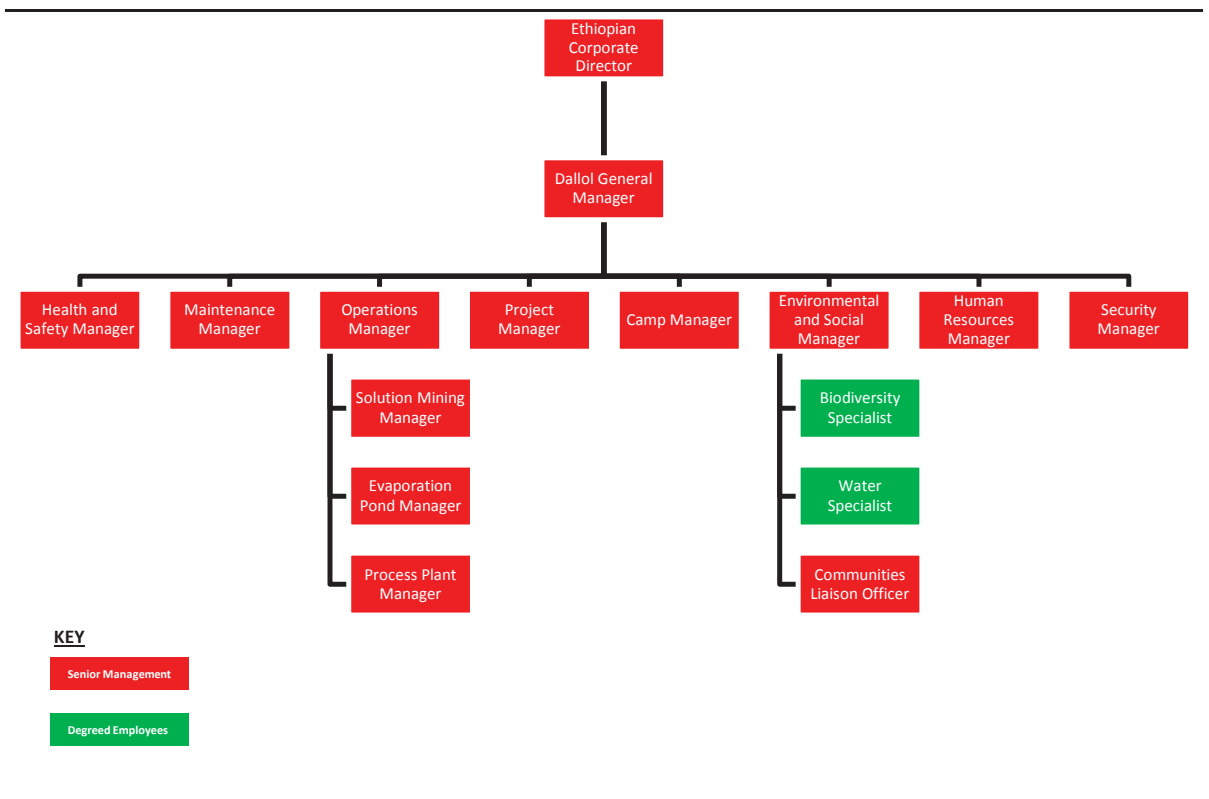 Ethiopian
Corporate
Director
Dallol General
Manager
Health and
Safety Manager
Maintenance
Manager
Operations
Manager
Project
Manager
Camp Manager
Environmental
and Social
Manager
Human
Resources
Manager
Security
Manager
Solution Mining
Manager
Evaporation
Pond Manager
Process Plant
Manager
Biodiversity
Specialist
Water
Specialist
Communities
Liaison Officer
KEY
Senior Management
Degreed Employees